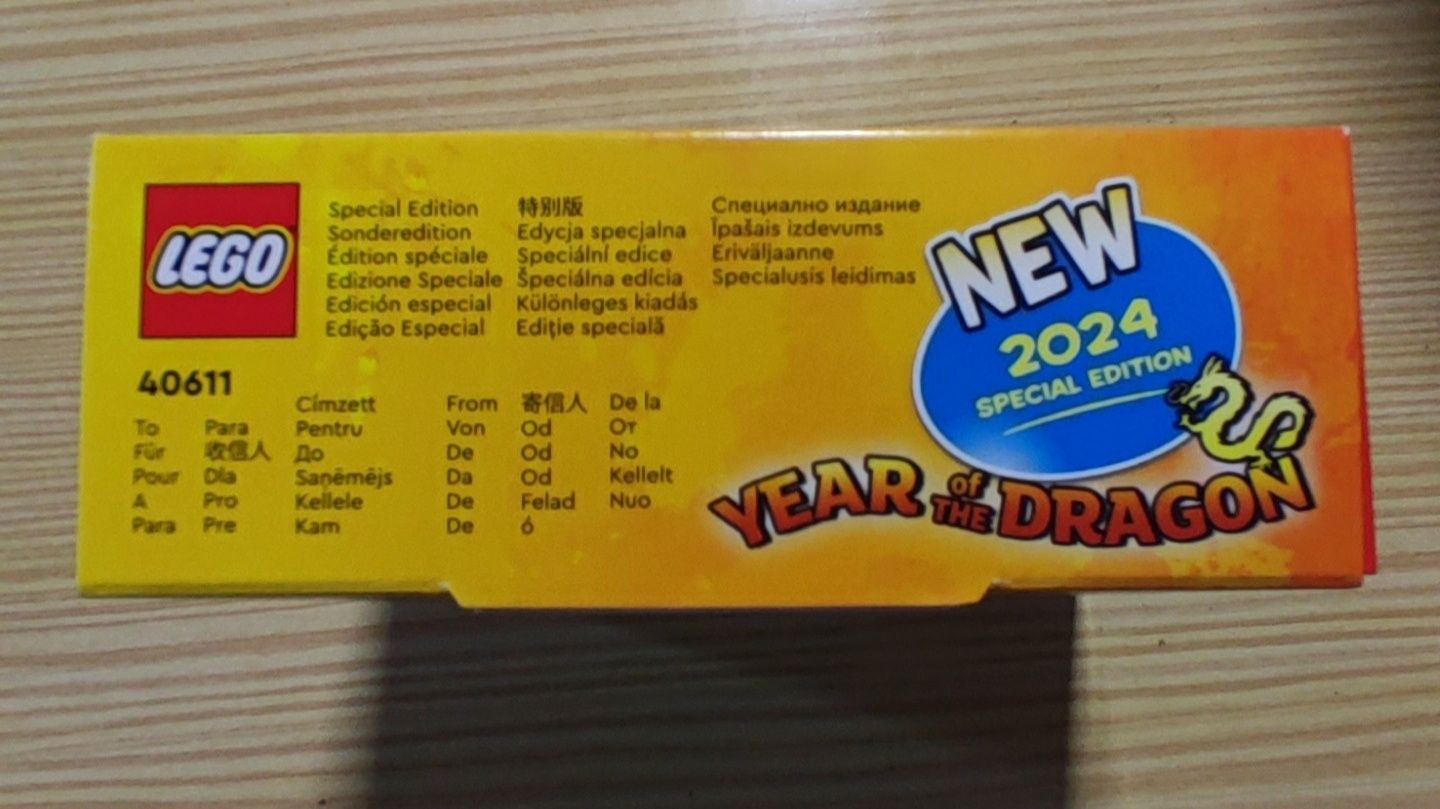 LEGO
Special Edition
Sonderedition
Édition spéciale
Edizione Speciale
Edición especial
Edição Especial
特别版
Edycja specjalna
Speciální edice
Špeciálna edícia
Különleges kiadás
Ediție specială
Специално издание
Īpašais izdevums
Eriväljaanne
Specialusis leidimas
NEW
2024
SPECIAL EDITION
YEAR of THE DRAGON
40611
To
Für
Pour
A
Para
Para
收信人
Dla
Pro
Pre
Címzett
Pentru
До
Saņēmējs
Kellele
Kam
From
Von
De
Da
De
De
寄信人
Od
Od
Od
Felad
ó
De la
От
No
Kellelt
Nuo